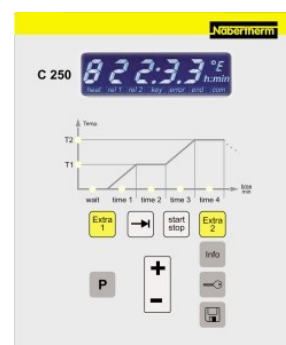 Nabertherm
C 250
8 2 2:3.3 °E
h:min
heat rel 1 rel 2 key error end com
Temp.
T2
T1
wait time 1 time 2 time 3 time 4
time
min
Extra
1
start
stop
Extra
2
Info
P
+
−